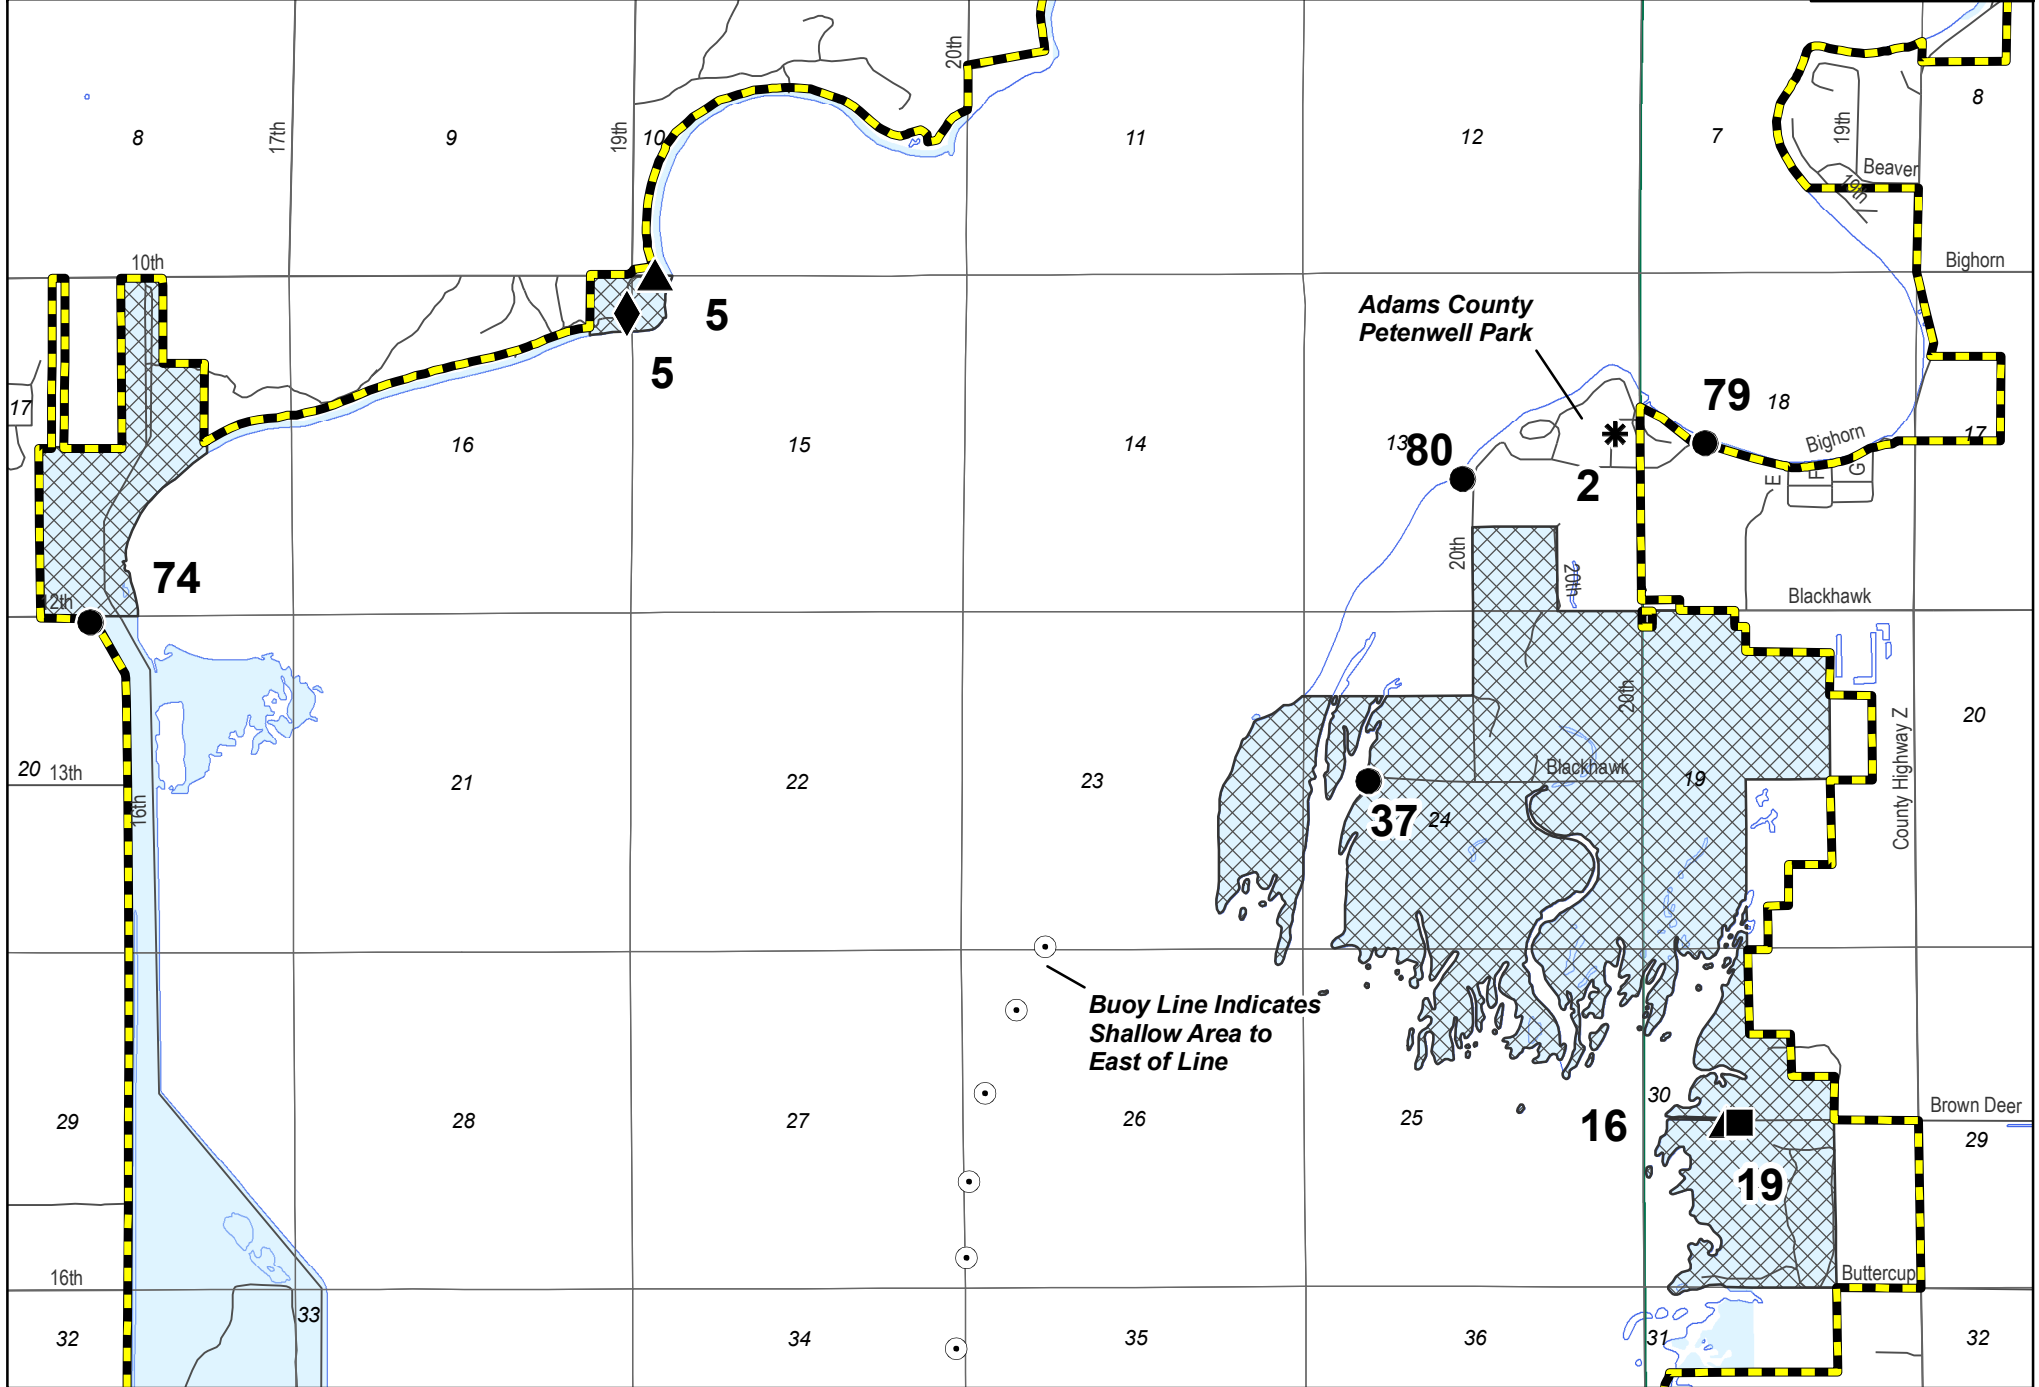 20th
8
17th
9
19th
10
11
12
7
19th
8
Beaver
19th
10th
Bighorn
5
Adams County
Petenwell Park
5
17
16
15
14
13
80
79
18
Bighorn
17
2
E
F
G
74
12th
20th
20th
Blackhawk
20th
20
13th
16th
21
22
23
37
24
Blackhawk
19
County Highway Z
20
Buoy Line Indicates
Shallow Area to
East of Line
29
28
27
26
25
16
30
Brown Deer
29
19
16th
33
Buttercup
32
34
35
36
31
32